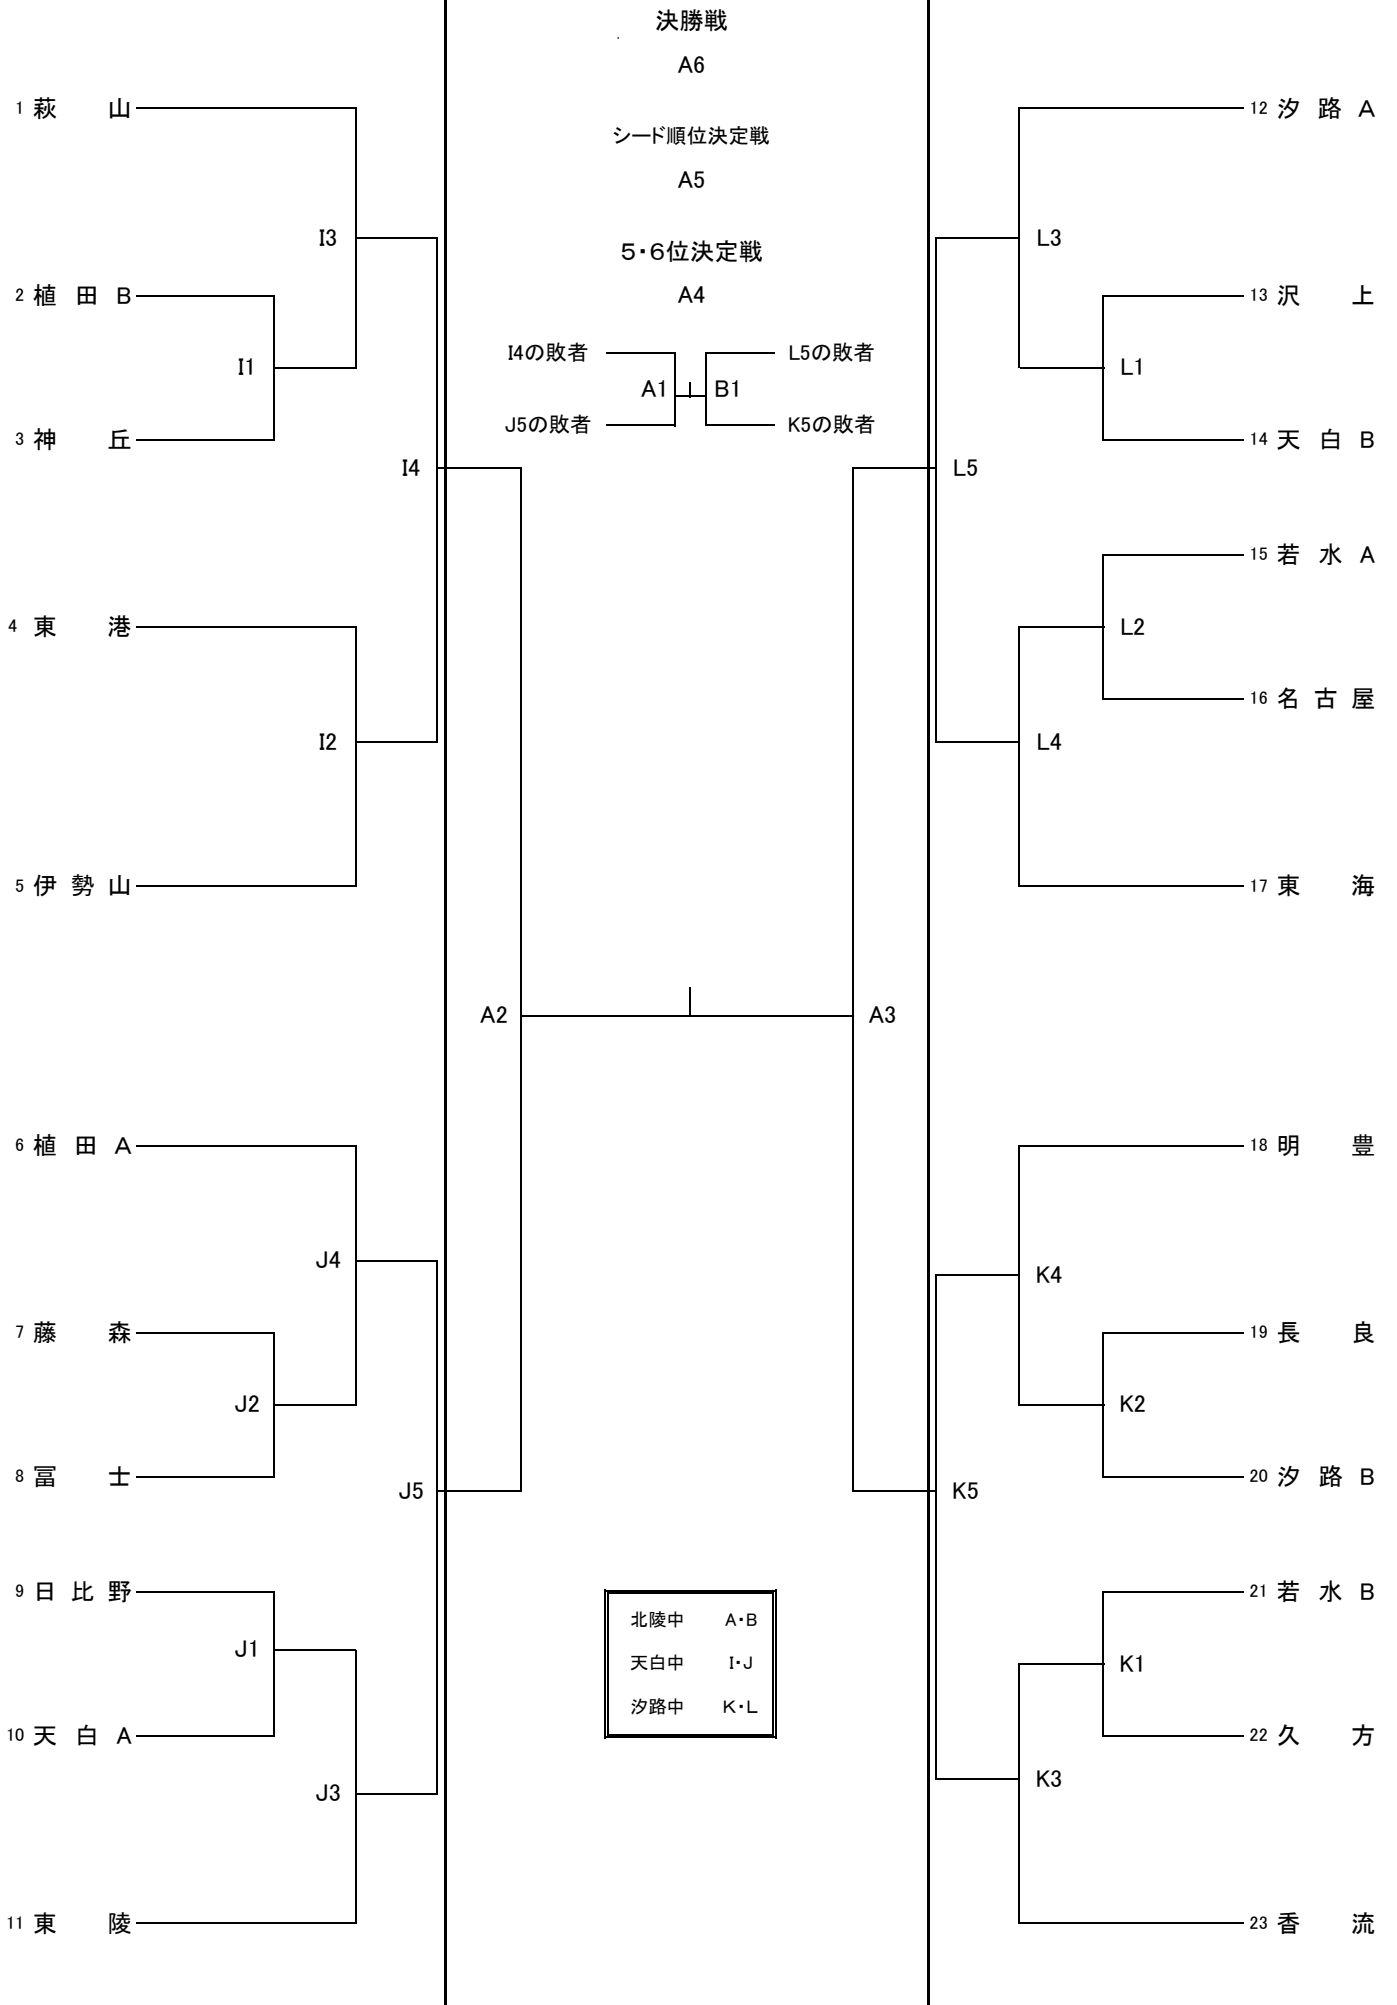 決勝戦
A6
シード順位決定戦
A5
5・6位決定戦
A4
I4の敗者
L5の敗者
A1
B1
J5の敗者
K5の敗者
1 萩 山
I3
2 植 田 B
I1
3 神 丘
I4
4 東 港
I2
5 伊 勢 山
A2
6 植 田 A
J4
7 藤 森
J2
8 冨 士
J5
9 日 比 野
J1
10 天 白 A
J3
11 東 陵
12 汐 路 A
L3
13 沢 上
L1
14 天 白 B
L5
15 若 水 A
L2
16 名 古 屋
L4
17 東 海
A3
18 明 豊
K4
19 長 良
K2
20 汐 路 B
K5
21 若 水 B
K1
22 久 方
K3
23 香 流
北陵中 A・B
天白中 I・J
汐路中 K・L